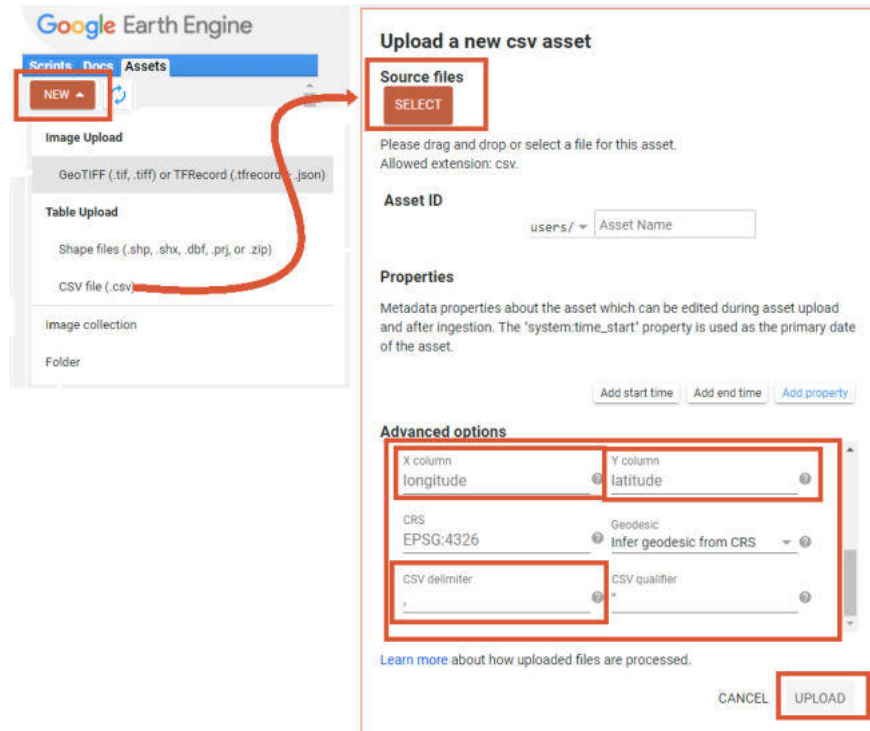 Google Earth Engine
Scripts Docs Assets
NEW
Image Upload
GeoTIFF (.tif, .tiff) or TFRecord (.tfrecord + .json)
Table Upload
Shape files (.shp, .shx, .dbf, .prj, or .zip)
CSV file (.csv)
Image collection
Folder
Upload a new csv asset
Source files
SELECT
Please drag and drop or select a file for this asset.
Allowed extension: csv.
Asset ID
users/ Asset Name
Properties
Metadata properties about the asset which can be edited during asset upload
and after ingestion. The "system:time_start" property is used as the primary date
of the asset.
Add start time Add end time Add property
Advanced options
X column Y column
longitude latitude
CRS Geodesic
EPSG:4326 Infer geodesic from CRS
CSV delimiter CSV qualifier
, "
Learn more about how uploaded files are processed.
CANCEL UPLOAD